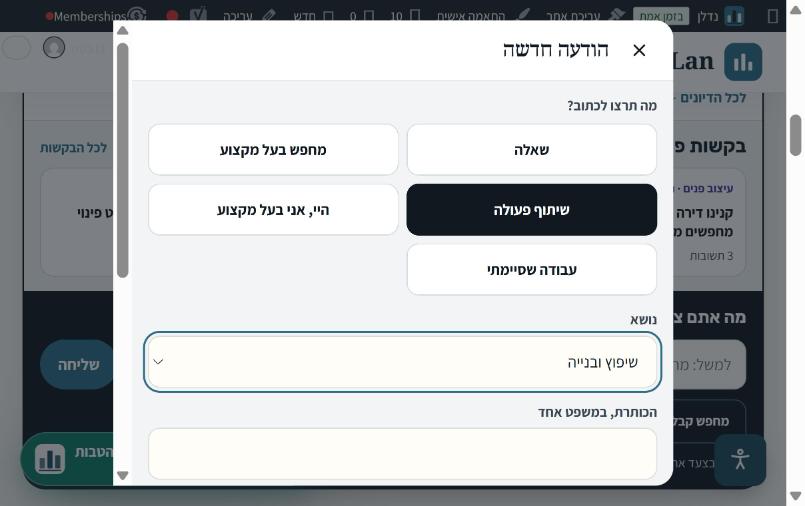 נדלן בזמן אמת עריכת אתר התאמה אישית 10 0 חדש עריכה Memberships
Lan
לכל הדיונים
הודעה חדשה
מה תרצו לכתוב?
שאלה
מחפש בעל מקצוע
שיתוף פעולה
היי, אני בעל מקצוע
עבודה שסיימתי
נושא
שיפוץ ובנייה
הכותרת, במשפט אחד
בקשות
לכל הבקשות
עיצוב פנים
קנינו דירה
מחפשים
3 תשובות
פינוי
מה אתם
למשל:
שליחה
מחפש
הטבות